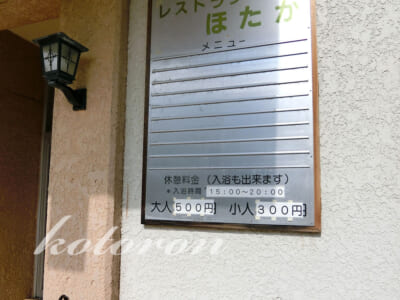 レストラン
ほたか
メニュー
休憩料金（入浴も出来ます）
＊入浴時間 15:00~20:00
大人500円 小人300円
kotoron